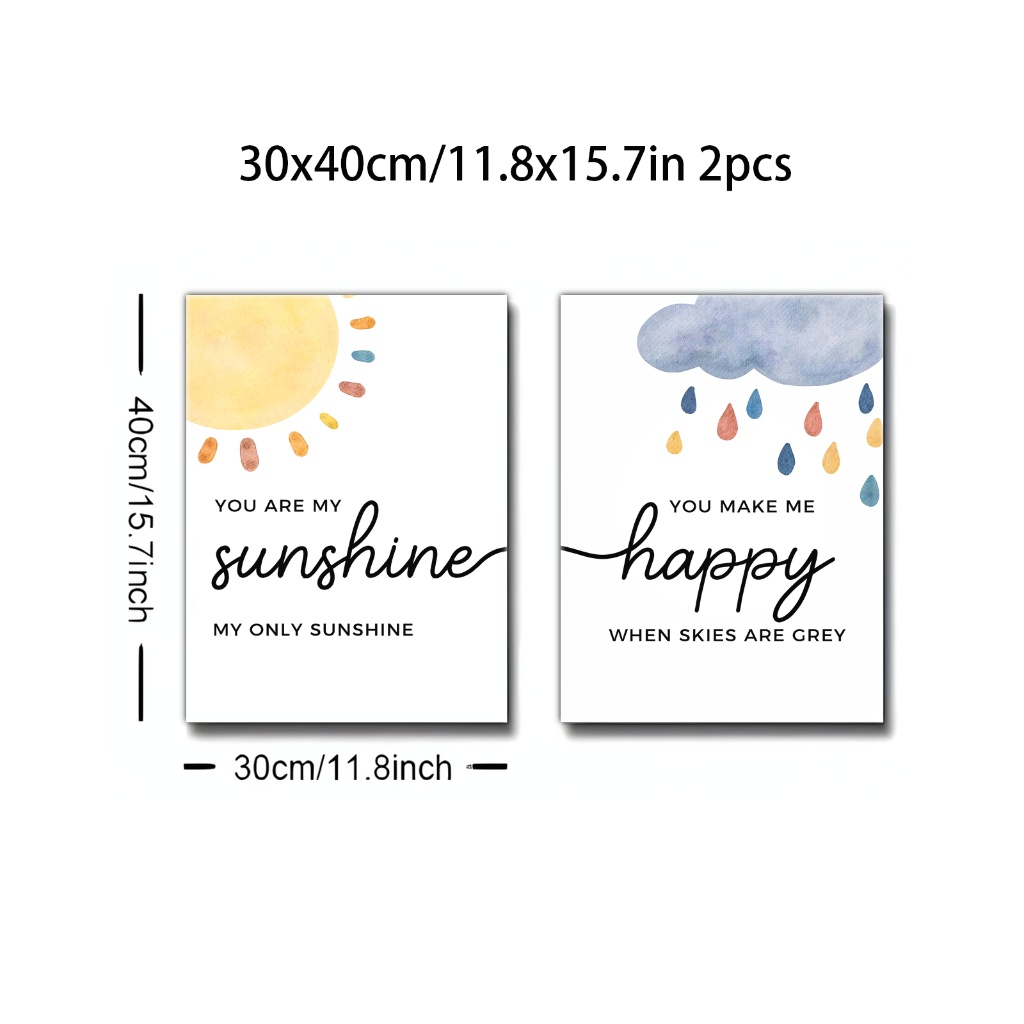 30x40cm/11.8x15.7in 2pcs
40cm/15.7inch
YOU ARE MY
sunshine
MY ONLY SUNSHINE
YOU MAKE ME
happy
WHEN SKIES ARE GREY
30cm/11.8inch